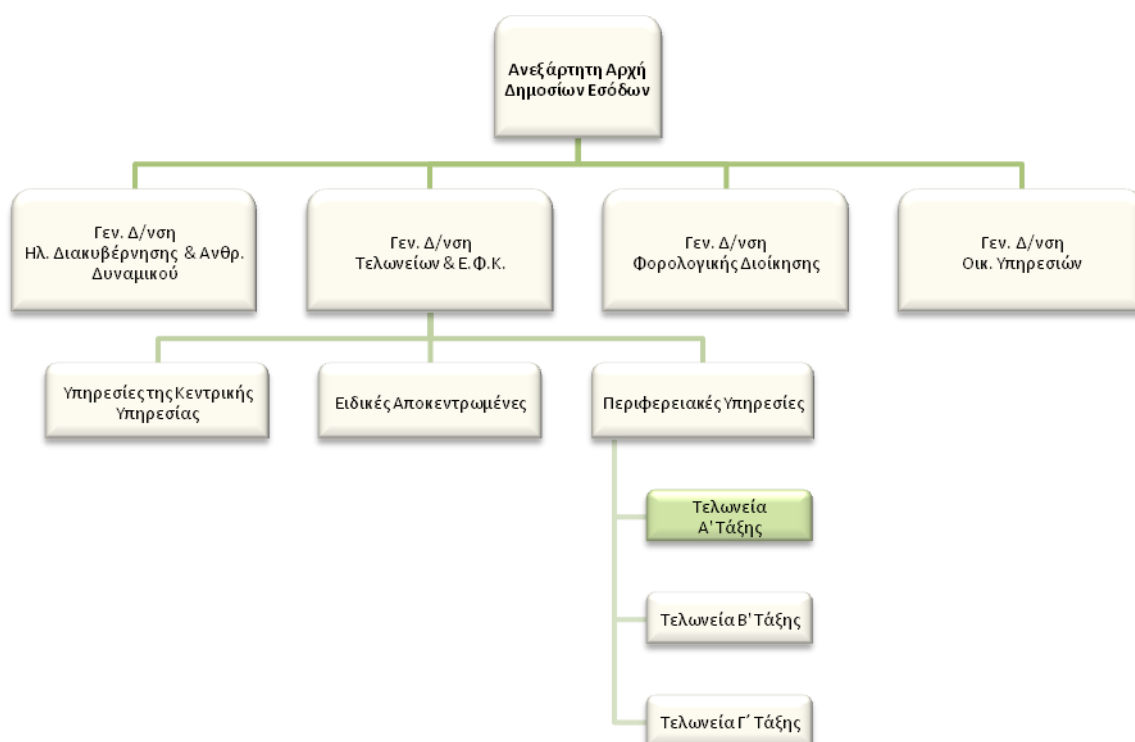 Ανεξάρτητη Αρχή
Δημοσίων Εσόδων
Γεν. Δ/νση
Ηλ. Διακυβέρνησης & Ανθρ.
Δυναμικού
Γεν. Δ/νση
Τελωνείων & Ε.Φ.Κ.
Γεν. Δ/νση
Φορολογικής Διοίκησης
Γεν. Δ/νση
Οικ. Υπηρεσιών
Υπηρεσίες της Κεντρικής
Υπηρεσίας
Ειδικές Αποκεντρωμένες
Περιφερειακές Υπηρεσίες
Τελωνεία
Α' Τάξης
Τελωνεία Β' Τάξης
Τελωνεία Γ΄ Τάξης